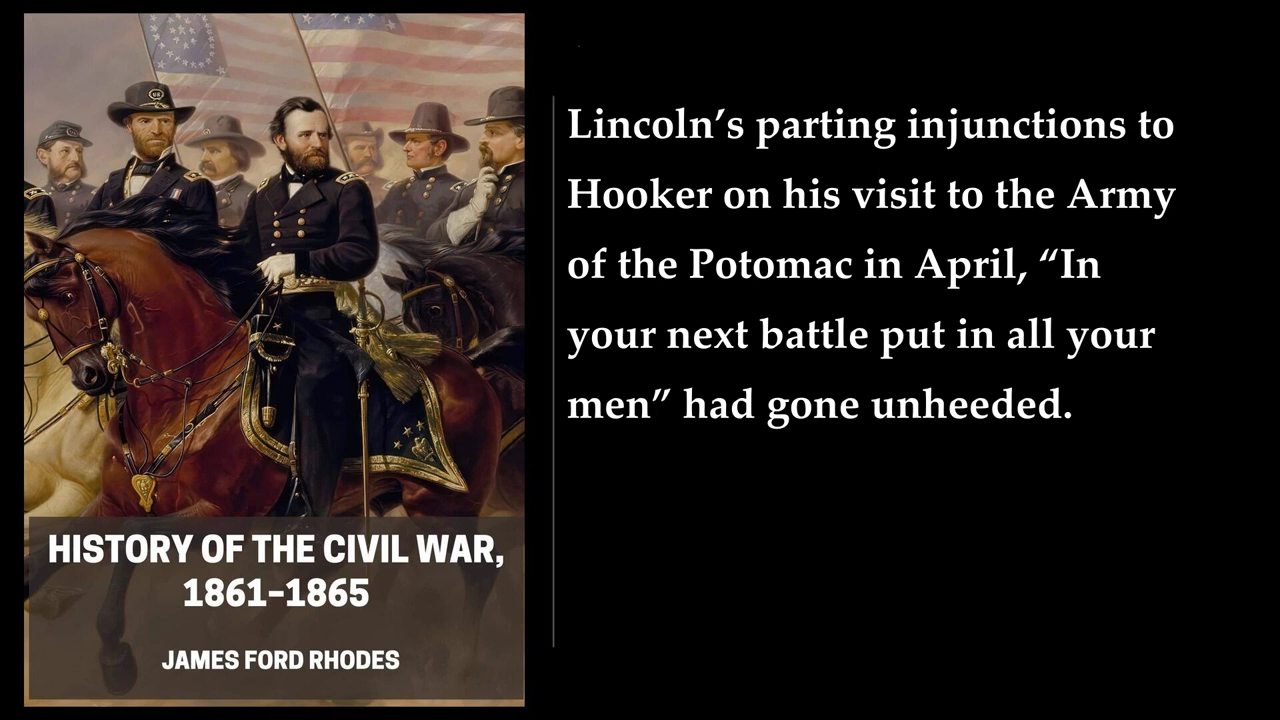 HISTORY OF THE CIVIL WAR,
1861–1865
JAMES FORD RHODES
Lincoln’s parting injunctions to
Hooker on his visit to the Army
of the Potomac in April, “In
your next battle put in all your
men” had gone unheeded.